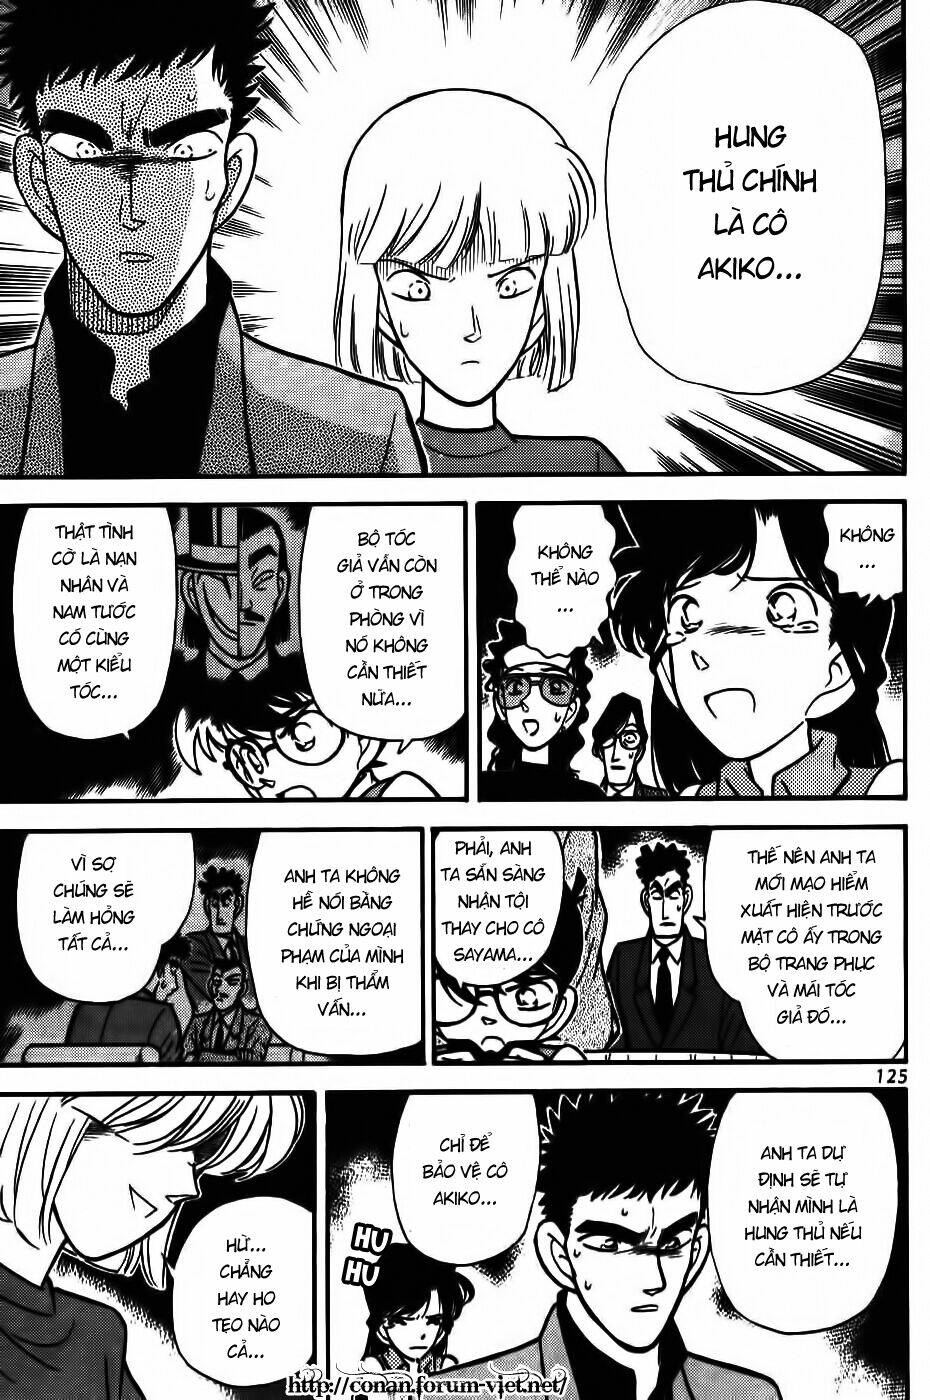 HUNG
THỦ CHÍNH
LÀ CÔ
AKIKO...
KHÔNG
...
KHÔNG
THỂ NÀO
...
BỘ TÓC
GIẢ VẪN CÒN
Ở TRONG
PHÒNG VÌ
NÓ KHÔNG
CẦN THIẾT
NỮA...
THẬT TÌNH
CỜ LÀ NẠN
NHÂN VÀ
NAM TƯỚC
CÓ CÙNG
MỘT KIỂU
TÓC...
THẾ NÊN ANH TA
MỚI MẠO HIỂM
XUẤT HIỆN TRƯỚC
MẶT CÔ ẤY TRONG
BỘ TRANG PHỤC
VÀ MÁI TÓC
GIẢ ĐÓ...
PHẢI, ANH
TA SẴN SÀNG
NHẬN TỘI
THAY CHO CÔ
SAYAMA...
ANH TA KHÔNG
HỀ NÓI BẰNG
CHỨNG NGOẠI
PHẠM CỦA MÌNH
KHI BỊ THẨM
VẤN...
VÌ SỢ
CHỨNG SẼ
LÀM HỎNG
TẤT CẢ...
125
ANH TA DỰ
ĐỊNH SẼ TỰ
NHẬN MÌNH LÀ
HUNG THỦ NẾU
CẦN THIẾT...
CHỈ ĐỂ
BẢO VỆ CÔ
AKIKO...
HU
HU
HỪ...
CHẲNG
HAY HO
TẸO NÀO
CẢ...
http://conan.forum-viet.net/